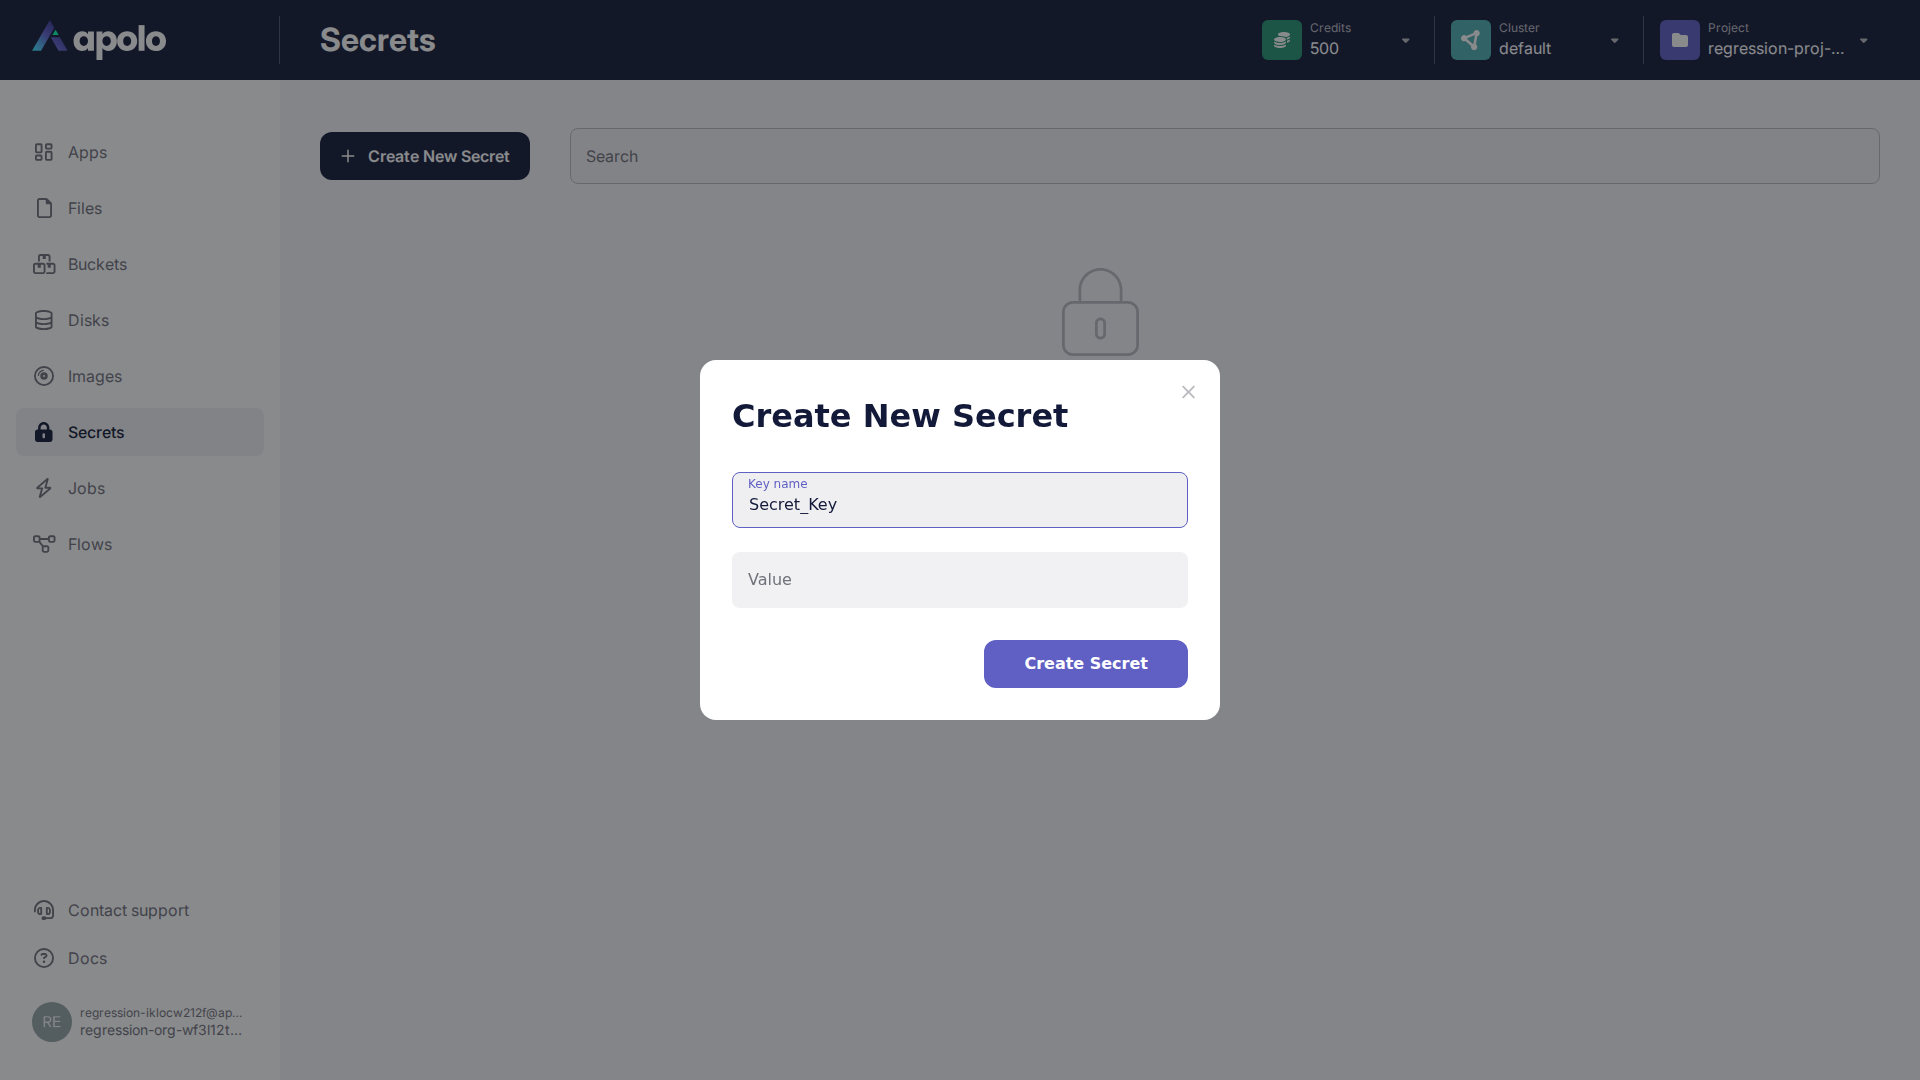 apolo
Secrets
Credits
500
Cluster
default
Project
regression-proj-...
Apps
Files
Buckets
Disks
Images
Secrets
Jobs
Flows
Contact support
Docs
RE
regression-iklocw212f@ap...
regression-org-wf3l12t...
Create New Secret
Search
Create New Secret
Key name
Secret_Key
Value
Create Secret